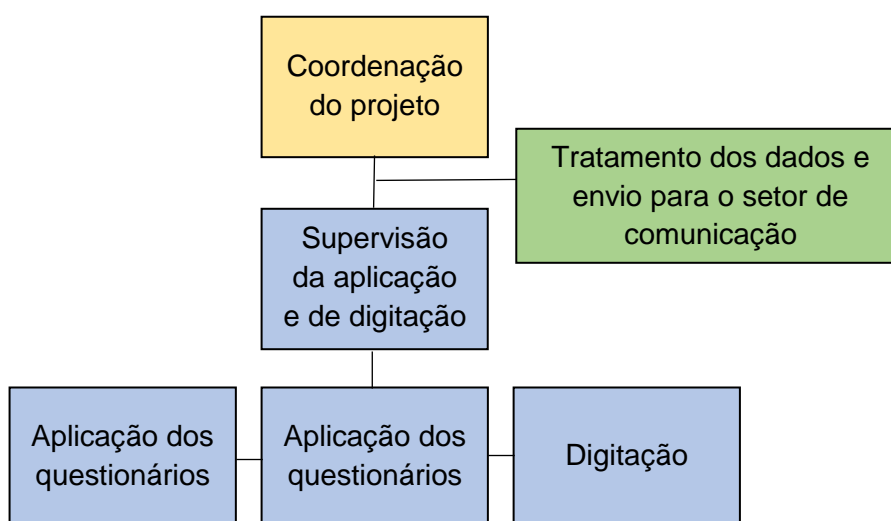 Coordenação
do projeto
Tratamento dos dados e
envio para o setor de
comunicação
Supervisão
da aplicação
e de digitação
Aplicação dos
questionários
Aplicação dos
questionários
Digitação